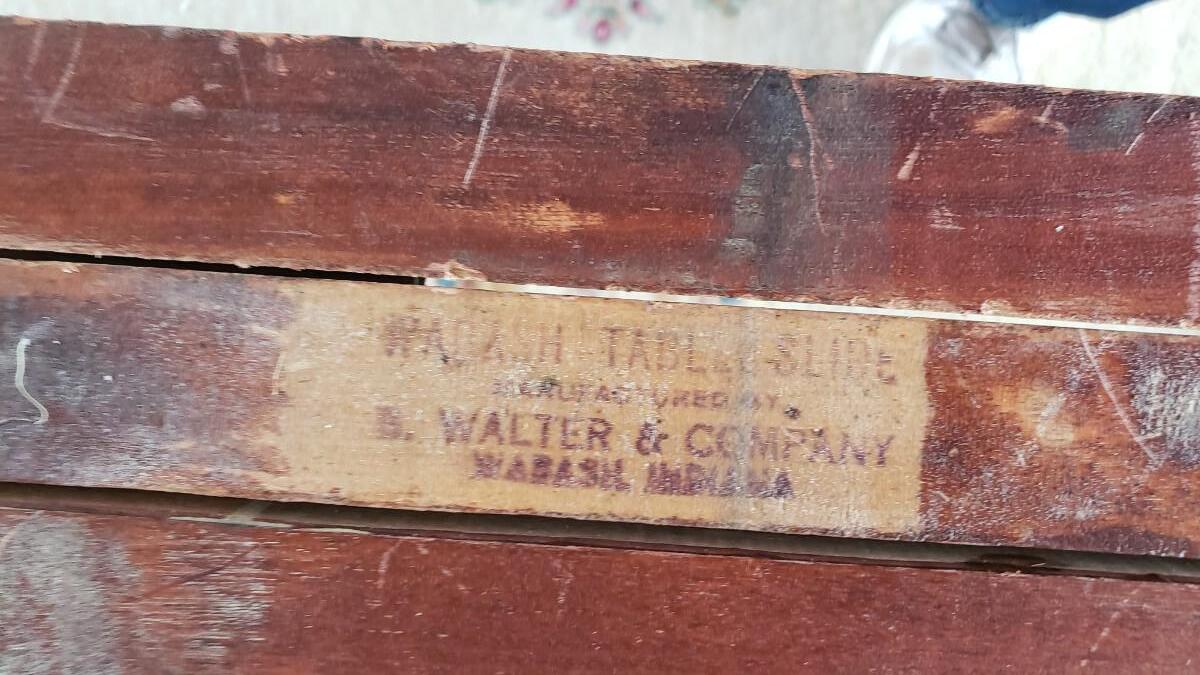 WABASH TABLE SLIDE
MANUFACTURED BY
B. WALTER & COMPANY
WABASH, INDIANA